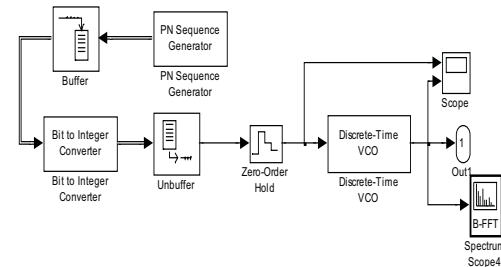 PN Sequence
Generator
Buffer
PN Sequence
Generator
Scope
Bit to Integer
Converter
Discrete-Time
VCO
1
Bit to Integer
Converter
Unbuffer
Zero-Order
Hold
Discrete-Time
VCO
Out1
B-FFT
Spectrum
Scope4